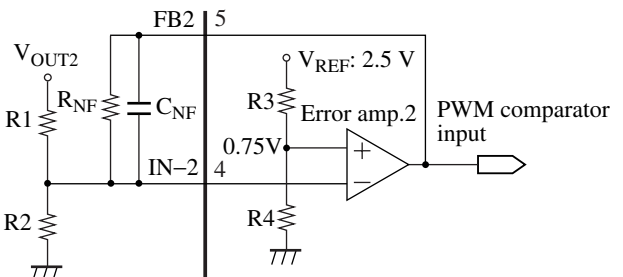 FB2 5
VOUT2
VREF: 2.5 V
RNF
CNF
R3
Error amp.2
PWM comparator
input
R1
0.75V
+
IN−2 4
−
R2
R4